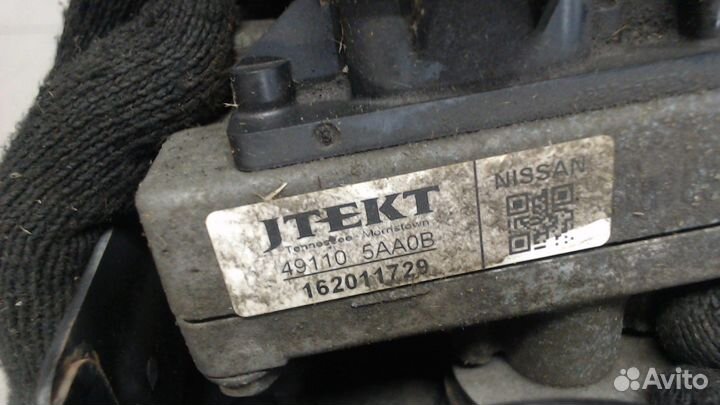 JTEKT
Tennessee Morristown
49110 5AA0B
162011729
NISSAN
Avito